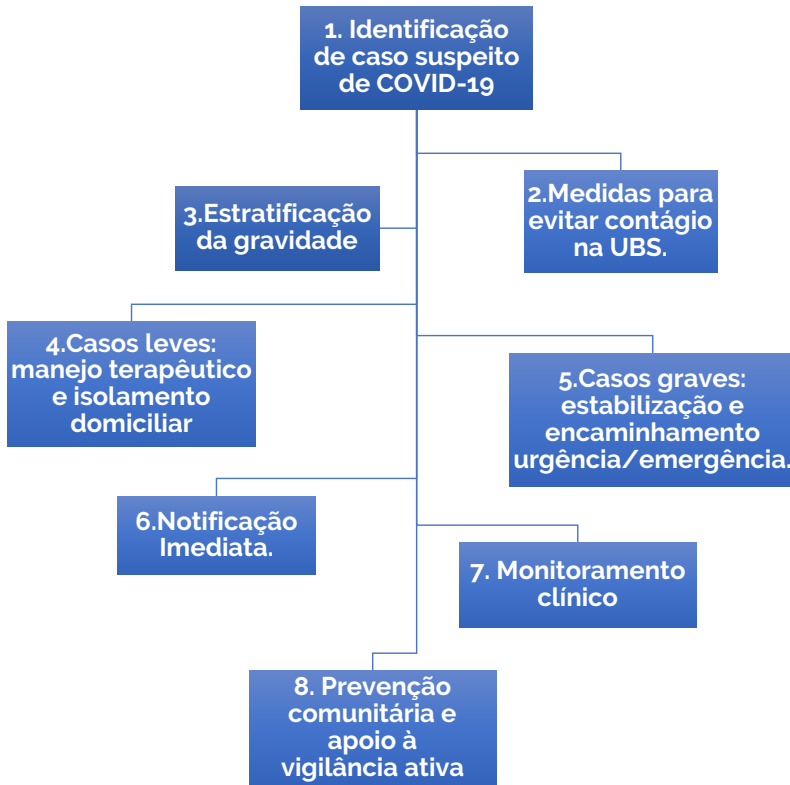 1. Identificação
de caso suspeito
de COVID-19
2.Medidas para
evitar contágio
na UBS.
3.Estratificação
da gravidade
4.Casos leves:
manejo terapêutico
e isolamento
domiciliar
5.Casos graves:
estabilização e
encaminhamento
urgência/emergência.
6.Notificação
Imediata.
7. Monitoramento
clínico
8. Prevenção
comunitária e
apoio à
vigilância ativa